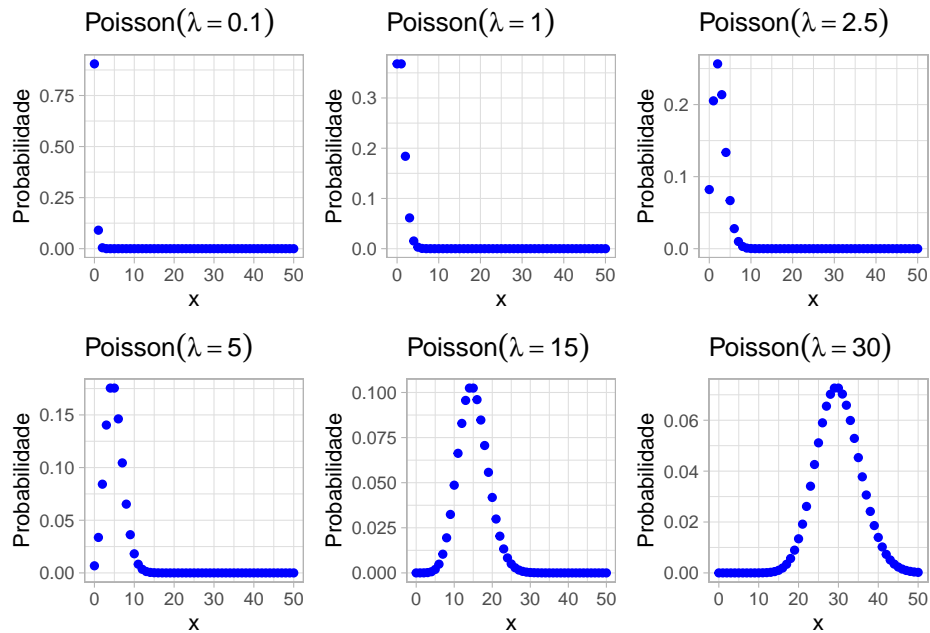 Poisson(λ = 0.1)
Probabilidade
0.75
0.50
0.25
0.00
0 10 20 30 40 50
x
Poisson(λ = 1)
Probabilidade
0.3
0.2
0.1
0.0
0 10 20 30 40 50
x
Poisson(λ = 2.5)
Probabilidade
0.2
0.1
0.0
0 10 20 30 40 50
x
Poisson(λ = 5)
Probabilidade
0.15
0.10
0.05
0.00
0 10 20 30 40 50
x
Poisson(λ = 15)
Probabilidade
0.100
0.075
0.050
0.025
0.000
0 10 20 30 40 50
x
Poisson(λ = 30)
Probabilidade
0.06
0.04
0.02
0.00
0 10 20 30 40 50
x